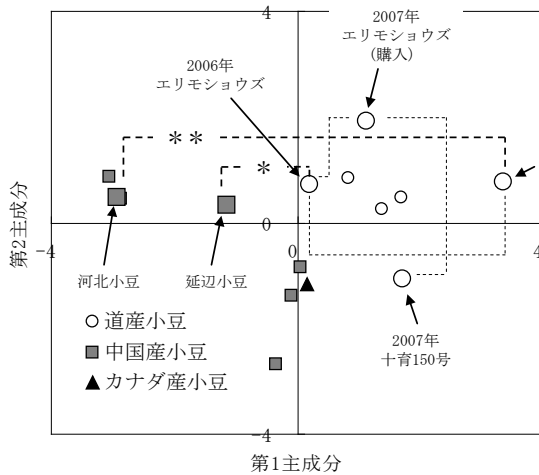 4
2007年
エリモショウズ
(購入)
2006年
エリモショウズ
**
*
第2主成分
-4
0
0
4
河北小豆
延辺小豆
○道産小豆
■中国産小豆
▲カナダ産小豆
2007年
十育150号
-4
第1主成分